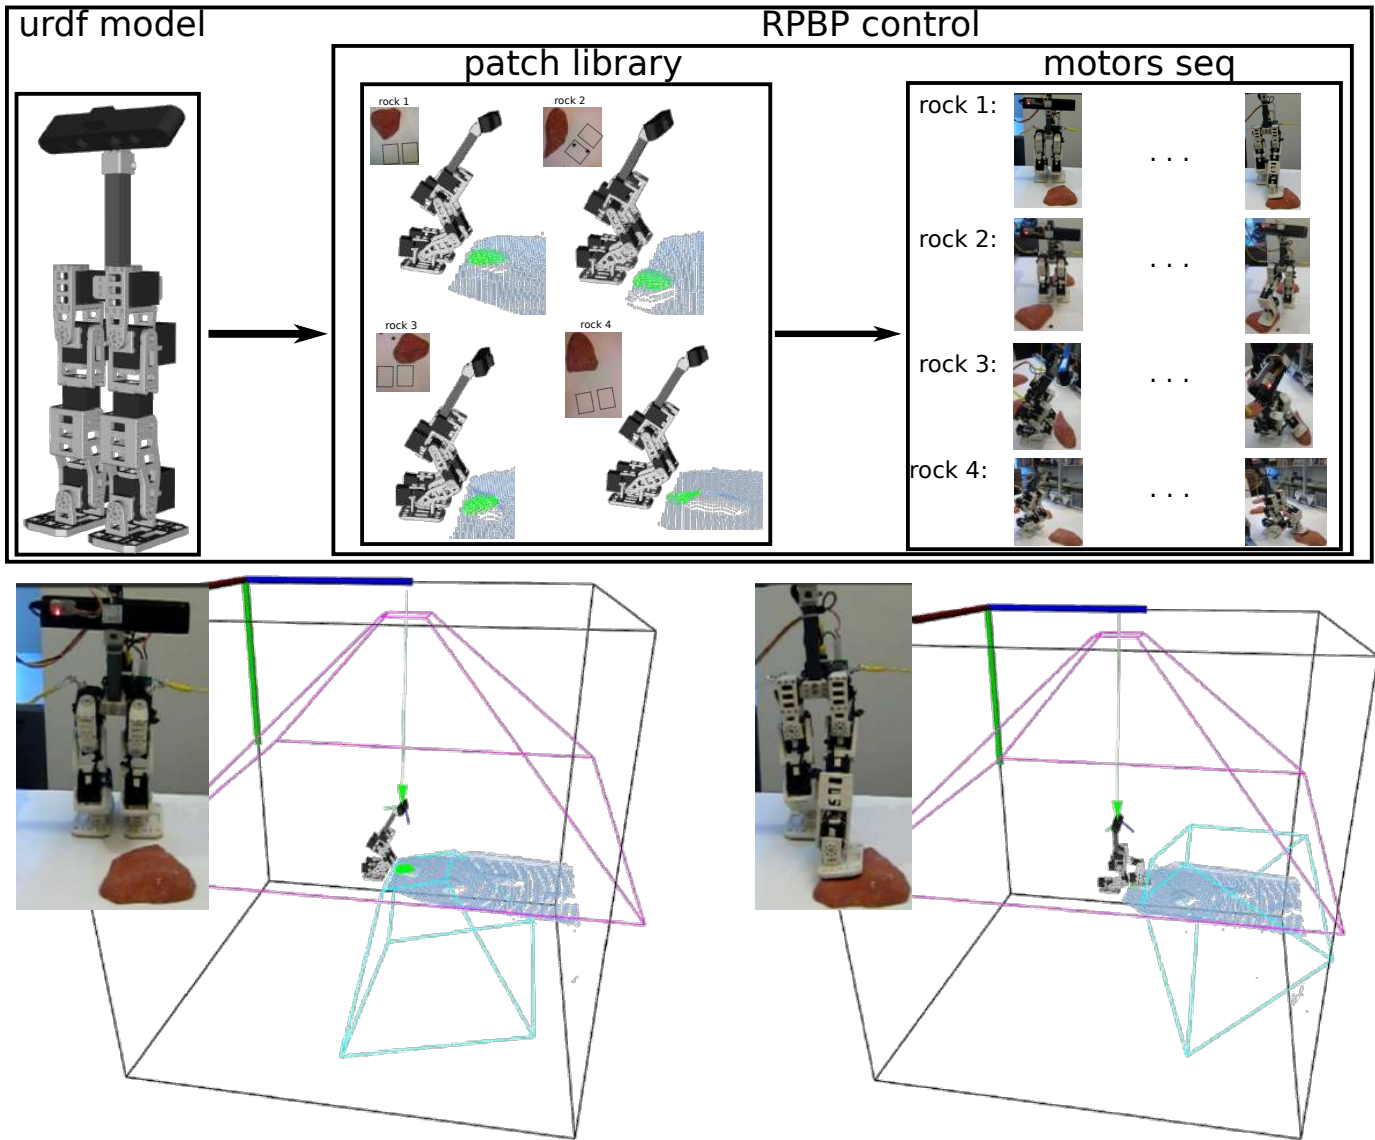 urdf model
RPBP control
patch library
motors seq
rock 1
rock 2
rock 3
rock 4
rock 1:
. . .
rock 2:
. . .
rock 3:
. . .
rock 4:
. . .